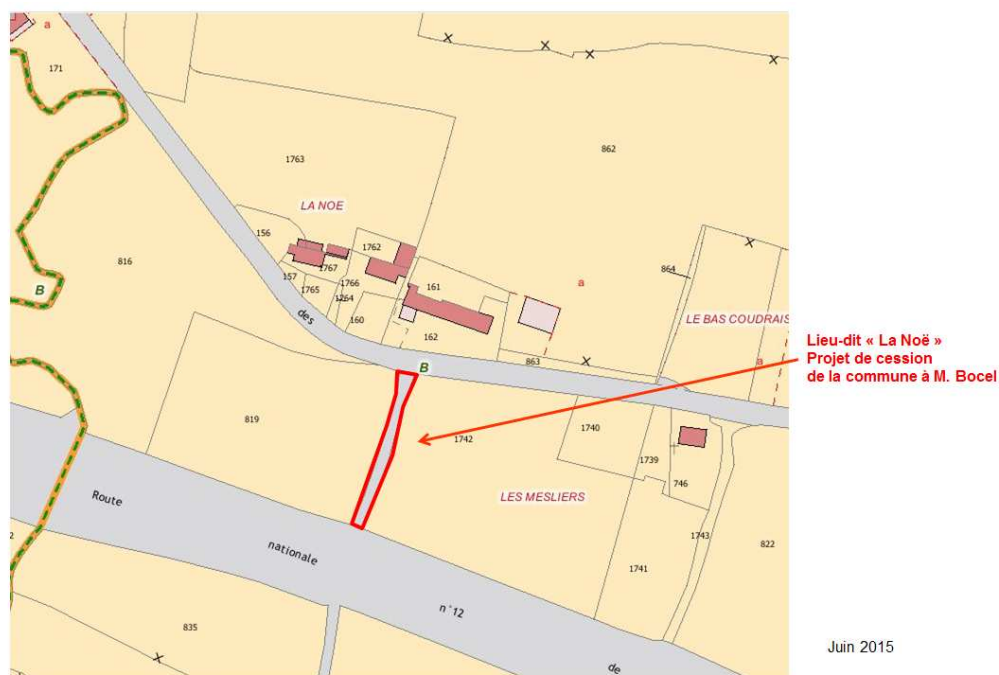 a
171
1763
862
LA NOE
156
1762
157
1767
1766
1765
1764
160
161
162
a
864
816
B
des
LE BAS COUDRAIS
863
a
B
Lieu-dit « La Noë »
Projet de cession
de la commune à M. Bocel
819
1742
1740
1739
746
LES MESLIERS
Route
nationale
n°12
de
1743
822
1741
2
835
Juin 2015